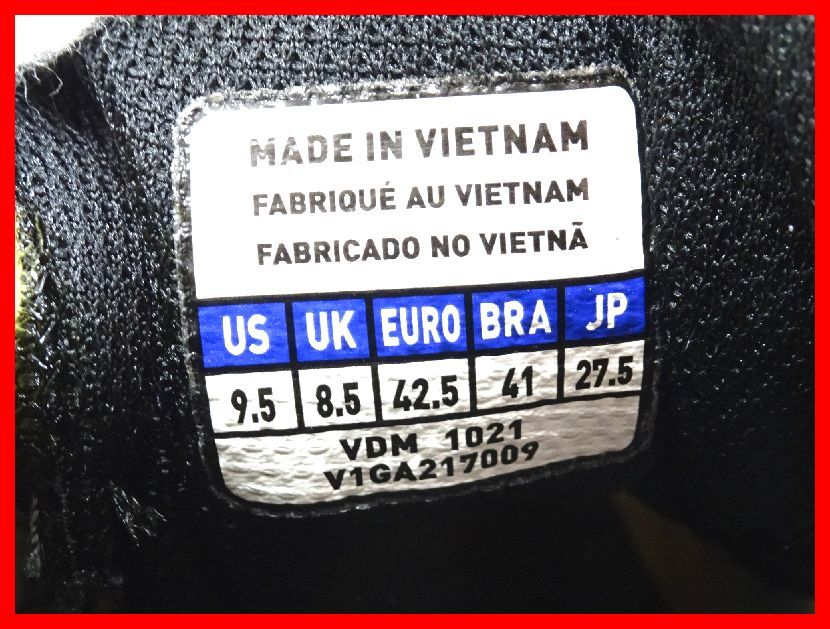 MADE IN VIETNAM
FABRIQUÉ AU VIETNAM
FABRICADO NO VIETNÃ
US UK EURO BRA JP
9.5 8.5 42.5 41 27.5
VDM 1021
V1GA217009